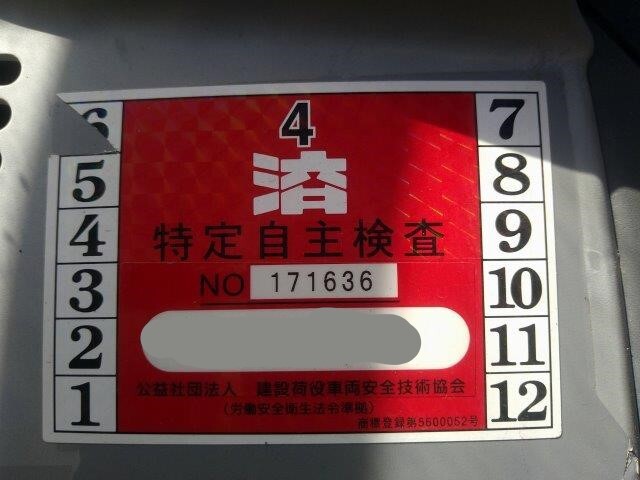 6
5
4
3
2
1
4
済
特定自主検査
NO 171636
公益社団法人 建設荷役車両安全技術協会
(労働安全衛生法令準拠)
商標登録第5600052号
7
8
9
10
11
12